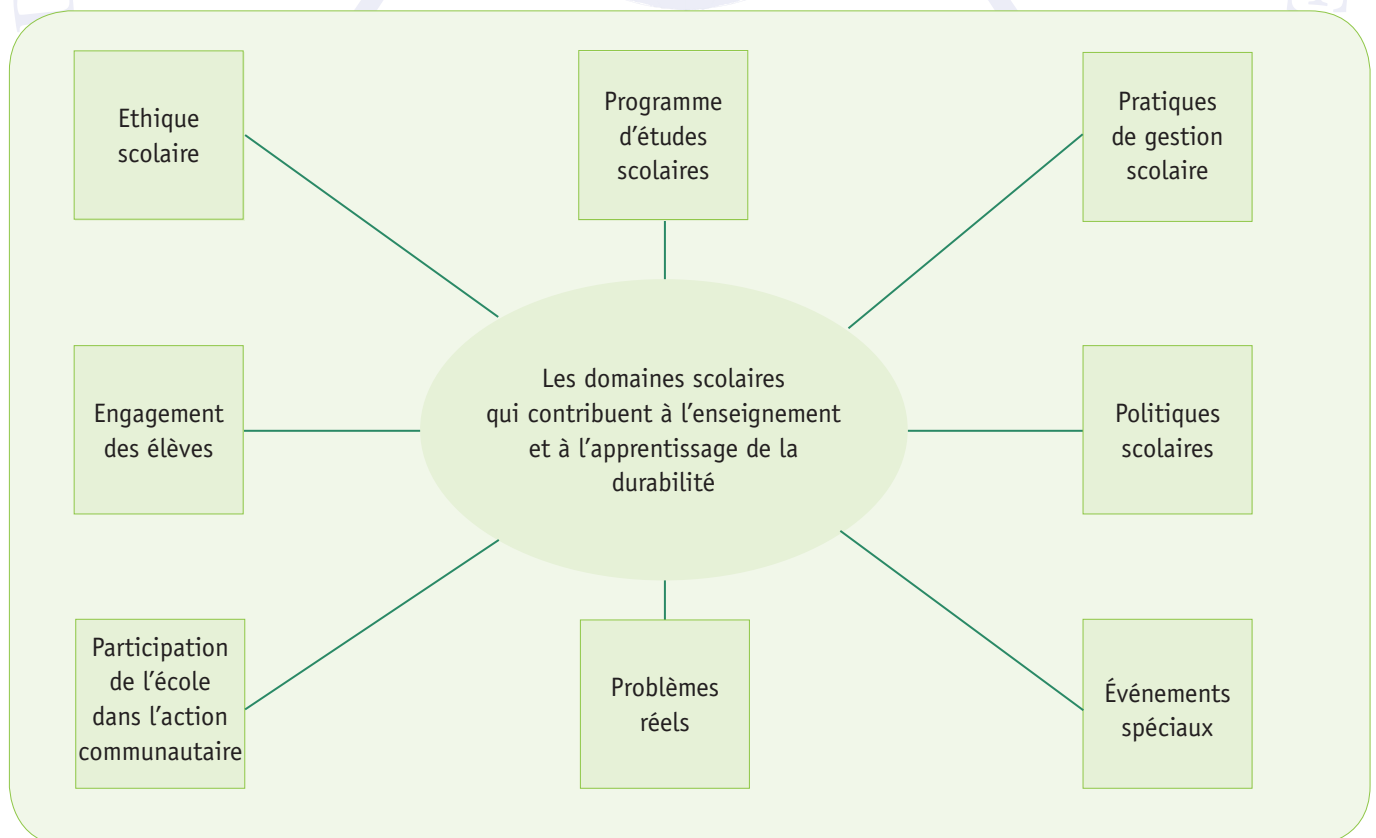 Ethique
scolaire
Programme
d'études
scolaires
Pratiques
de gestion
scolaire
Engagement
des élèves
Les domaines scolaires
qui contribuent à l'enseignement
et à l'apprentissage de la
durabilité
Politiques
scolaires
Participation
de l'école
dans l'action
communautaire
Problèmes
réels
Événements
spéciaux